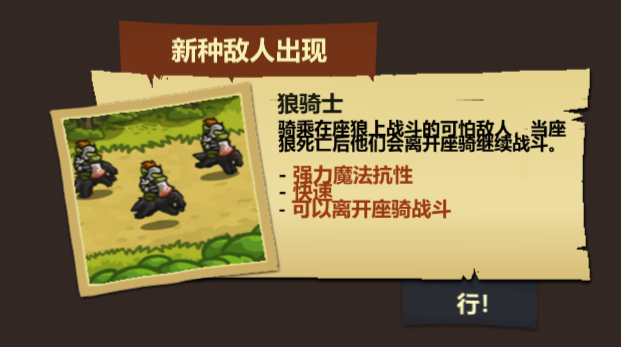 新种敌人出现
狼骑士
骑乘在座狼上战斗的可怕敌人。当座
狼死亡后他们会离开座骑继续战斗。
- 强力魔法抗性
- 快速
- 可以离开座骑战斗
行!